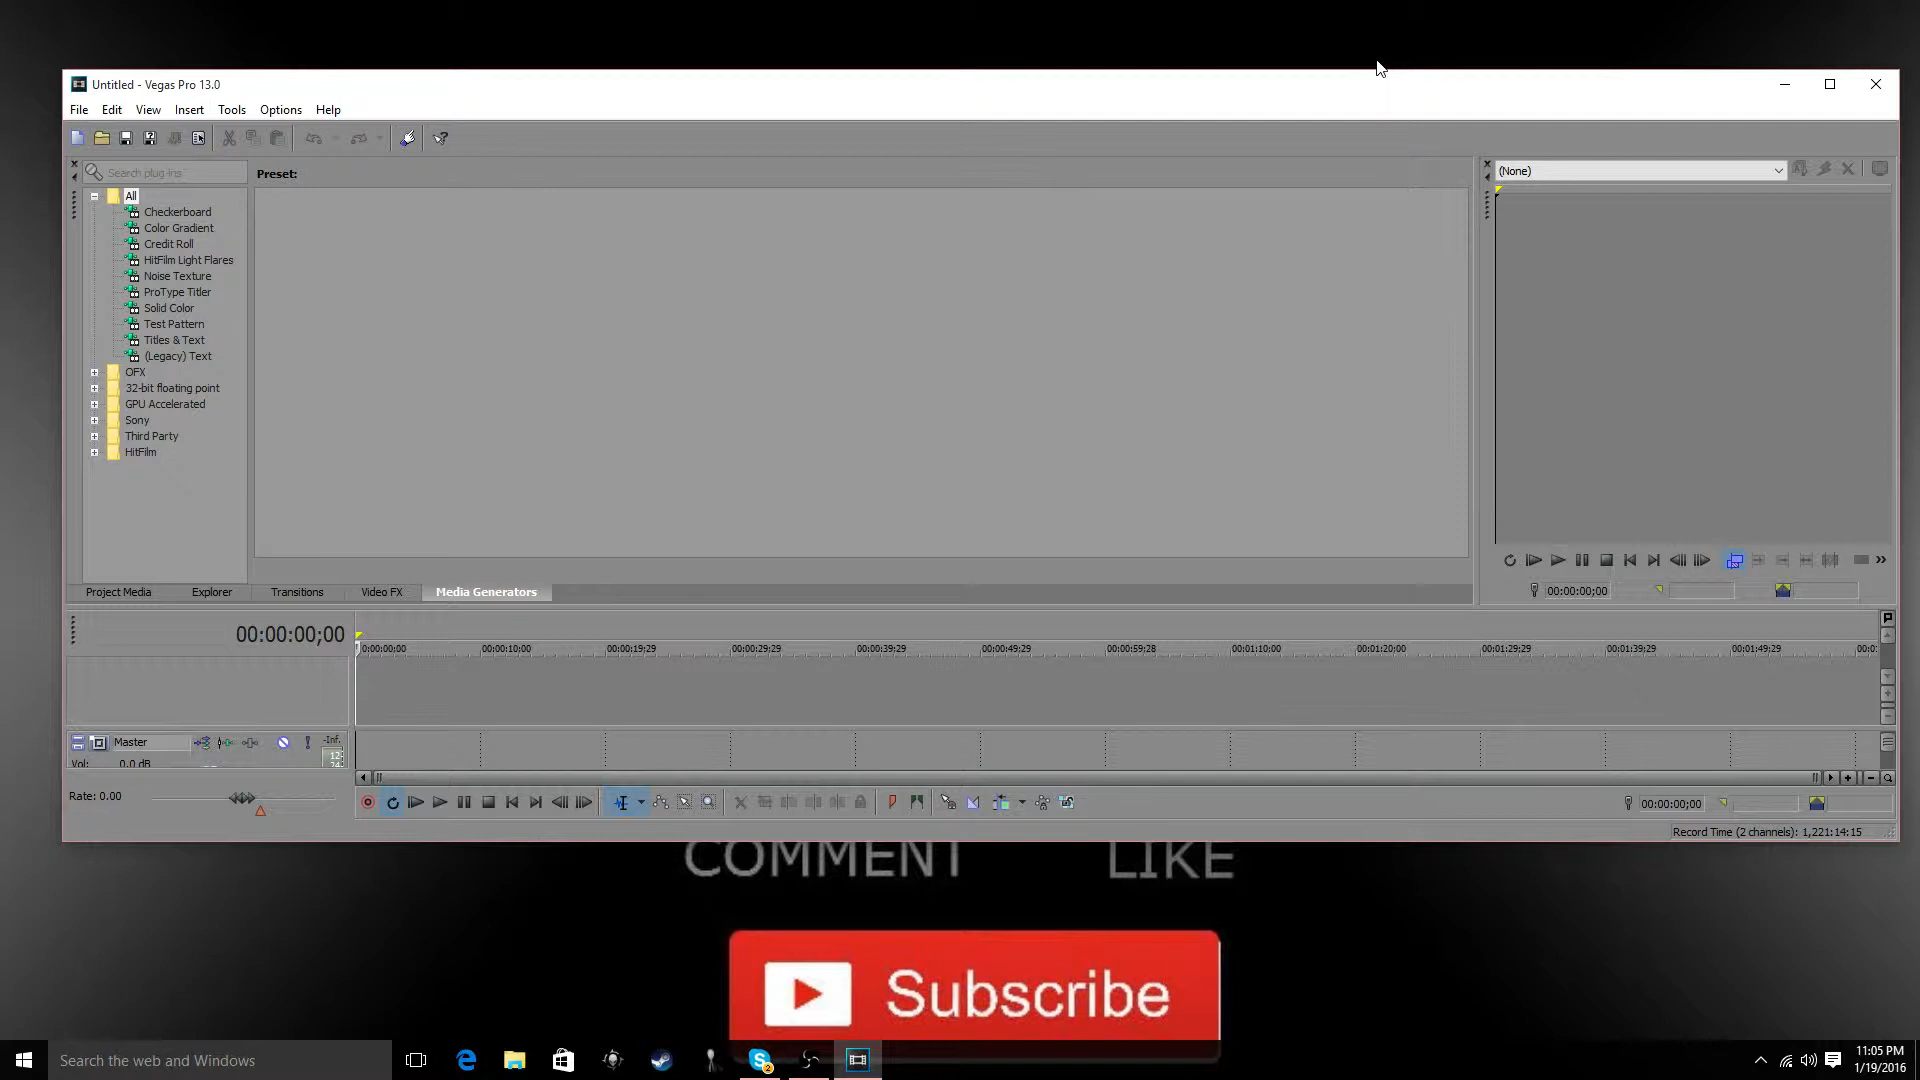 Untitled - Vegas Pro 13.0
File Edit View Insert Tools Options Help
Search plug-ins
Preset:
(None)
All
Checkerboard
Color Gradient
Credit Roll
HitFilm Light Flares
Noise Texture
ProType Titler
Solid Color
Test Pattern
Titles & Text
(Legacy) Text
OFX
32-bit floating point
GPU Accelerated
Sony
Third Party
HitFilm
Project Media Explorer Transitions Video FX Media Generators
00:00:00;00
00:00:00;00
0:00:00;00 00:00:10;00 00:00:19;29 00:00:29;29 00:00:39;29 00:00:49;29 00:00:59;28 00:01:10;00 00:01:20;00 00:01:29;29 00:01:39;29 00:01:49;29
Master
-Inf.
12
24
Vol: 0.0 dB
Rate: 0.00
00:00:00;00
Record Time (2 channels): 1,221:14:15
COMMENT LIKE
Subscribe
Search the web and Windows
2
11:05 PM
1/19/2016